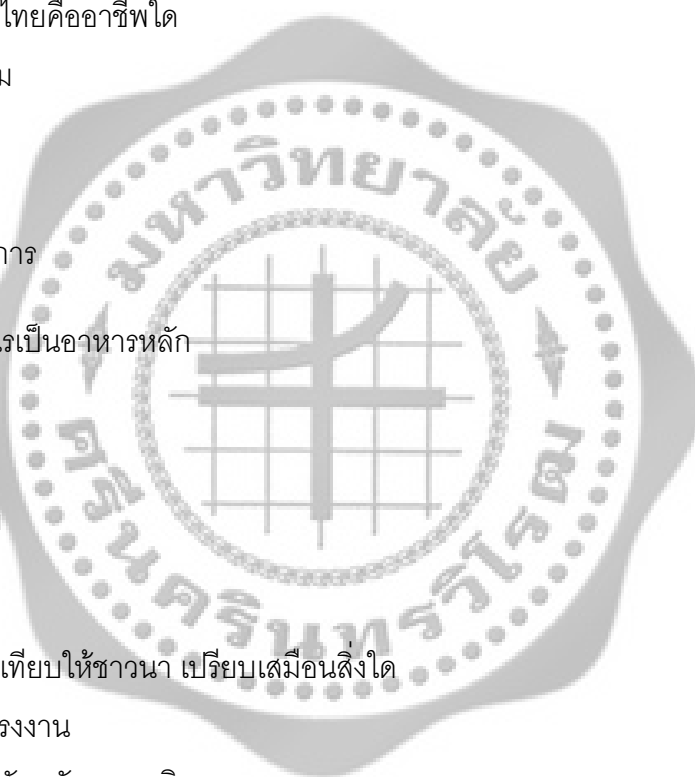 ไทยคืออาชีพใด
ม
มหาวิทยาลัย
การ
เป็นอาหารหลัก
ศรีนครินทรวิโรฒ
เทียบให้ชาวนา เปรียบเสมือนสิ่งใด
รงงาน